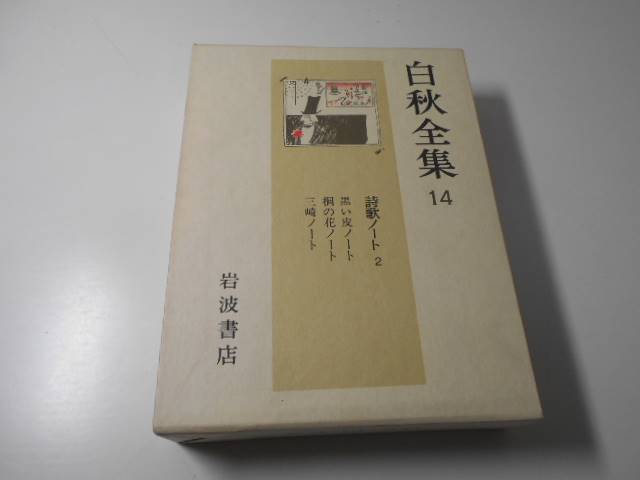 白秋全集
14
詩歌ノート 2
黒い皮ノート
桐の花ノート
三崎ノート
岩波書店